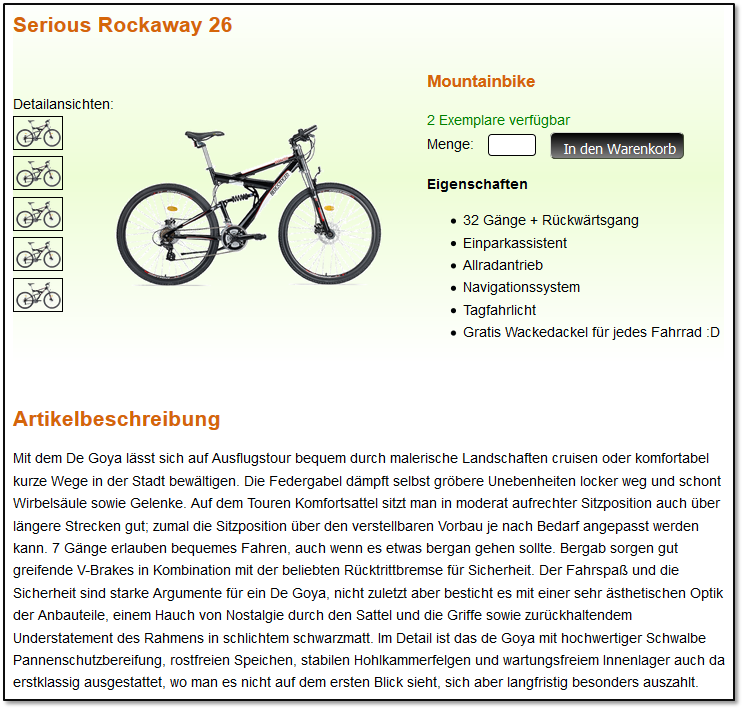 Serious Rockaway 26
Mountainbike
Detailansichten:
2 Exemplare verfügbar
Menge:
In den Warenkorb
Eigenschaften
32 Gänge + Rückwärtsgang
Einparkassistent
Allradantrieb
Navigationssystem
Tagfahrlicht
Gratis Wackedackel für jedes Fahrrad :D
Artikelbeschreibung
Mit dem De Goya lässt sich auf Ausflugstour bequem durch malerische Landschaften cruisen oder komfortabel
kurze Wege in der Stadt bewältigen. Die Federgabel dämpft selbst gröbere Unebenheiten locker weg und schont
Wirbelsäule sowie Gelenke. Auf dem Touren Komfortsattel sitzt man in moderat aufrechter Sitzposition auch über
längere Strecken gut; zumal die Sitzposition über den verstellbaren Vorbau je nach Bedarf angepasst werden
kann. 7 Gänge erlauben bequemes Fahren, auch wenn es etwas bergan gehen sollte. Bergab sorgen gut
greifende V-Brakes in Kombination mit der beliebten Rücktrittbremse für Sicherheit. Der Fahrspaß und die
Sicherheit sind starke Argumente für ein De Goya, nicht zuletzt aber besticht es mit einer sehr ästhetischen Optik
der Anbauteile, einem Hauch von Nostalgie durch den Sattel und die Griffe sowie zurückhaltendem
Understatement des Rahmens in schlichtem schwarzmatt. Im Detail ist das de Goya mit hochwertiger Schwalbe
Pannenschutzbereifung, rostfreien Speichen, stabilen Hohlkammerfelgen und wartungsfreiem Innenlager auch da
erstklassig ausgestattet, wo man es nicht auf dem ersten Blick sieht, sich aber langfristig besonders auszahlt.